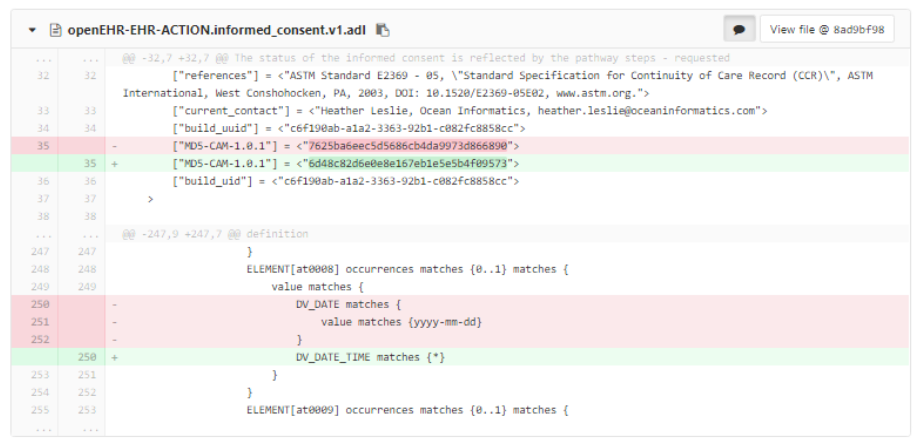 openEHR-EHR-ACTION.informed_consent.v1.adl View file @ 8ad9bf98
... ... @@ -32,7 +32,7 @@ The status of the informed consent is reflected by the pathway steps - requested
32 32 ["references"] = <"ASTM Standard E2369 - 05, \"Standard Specification for Continuity of Care Record (CCR)\", ASTM
International, West Conshohocken, PA, 2003, DOI: 10.1520/E2369-05E02, www.astm.org.">
33 33 ["current_contact"] = <"Heather Leslie, Ocean Informatics, heather.leslie@oceaninformatics.com">
34 34 ["build_uuid"] = <"c6f190ab-a1a2-3363-92b1-c082fc8858cc">
35 - ["MD5-CAM-1.0.1"] = <"7625ba6eec5d5686cb4da9973d866890">
35 + ["MD5-CAM-1.0.1"] = <"6d48c82d6e0e8e167eb1e5e5b4f09573">
36 36 ["build_uid"] = <"c6f190ab-a1a2-3363-92b1-c082fc8858cc">
37 37 >
38 38
... ... @@ -247,9 +247,7 @@ definition
247 247 }
248 248 ELEMENT[at0008] occurrences matches {0..1} matches {
249 249 value matches {
250 - DV_DATE matches {
251 - value matches {yyyy-mm-dd}
252 - }
250 + DV_DATE_TIME matches {*}
253 251 }
254 252 }
255 253 ELEMENT[at0009] occurrences matches {0..1} matches {
... ...